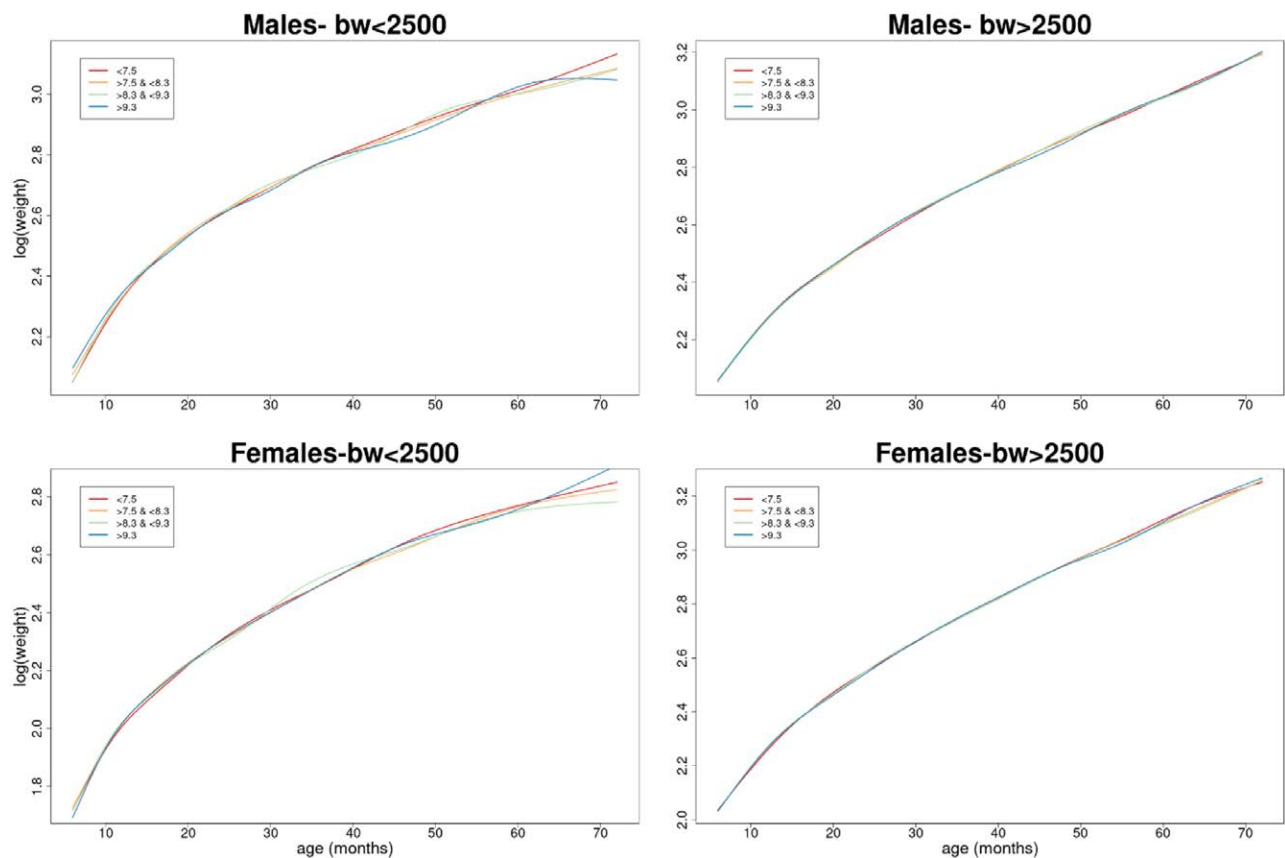 Males- bw<2500
<7.5
>7.5 & <8.3
>8.3 & <9.3
>9.3
log(weight)
3.0
2.8
2.6
2.4
2.2
10 20 30 40 50 60 70
Males- bw>2500
<7.5
>7.5 & <8.3
>8.3 & <9.3
>9.3
3.2
3.0
2.8
2.6
2.4
2.2
10 20 30 40 50 60 70
Females-bw<2500
<7.5
>7.5 & <8.3
>8.3 & <9.3
>9.3
log(weight)
2.8
2.6
2.4
2.2
2.0
1.8
10 20 30 40 50 60 70
age (months)
Females-bw>2500
<7.5
>7.5 & <8.3
>8.3 & <9.3
>9.3
3.2
3.0
2.8
2.6
2.4
2.2
2.0
10 20 30 40 50 60 70
age (months)